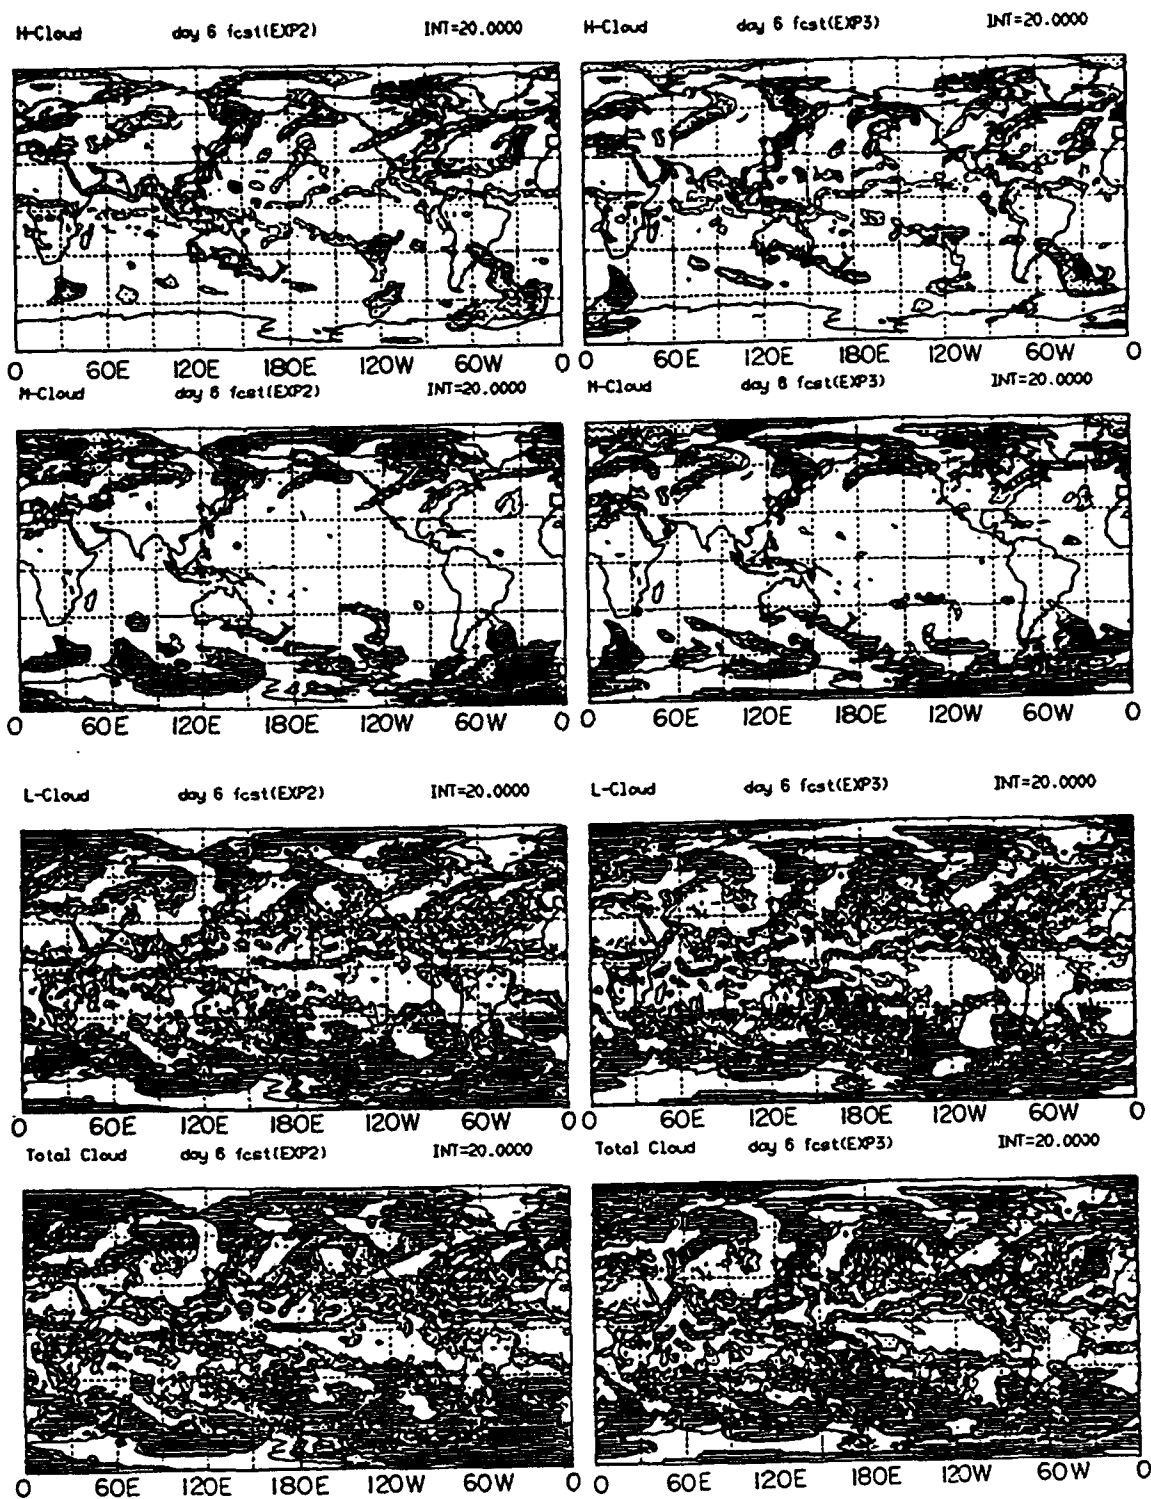 H-Cloud day 6 fcst(EXP2) INT=20.0000 H-Cloud day 6 fcst(EXP3) INT=20.0000
0 60E 120E 180E 120W 60W 0 0 60E 120E 180E 120W 60W 0
M-Cloud day 6 fcst(EXP2) INT=20.0000 M-Cloud day 6 fcst(EXP3) INT=20.0000
0 60E 120E 180E 120W 60W 0 0 60E 120E 180E 120W 60W 0
L-Cloud day 6 fcst(EXP2) INT=20.0000 L-Cloud day 6 fcst(EXP3) INT=20.0000
0 60E 120E 180E 120W 60W 0 0 60E 120E 180E 120W 60W 0
Total Cloud day 6 fcst(EXP2) INT=20.0000 Total Cloud day 6 fcst(EXP3) INT=20.0000
0 60E 120E 180E 120W 60W 0 0 60E 120E 180E 120W 60W 0